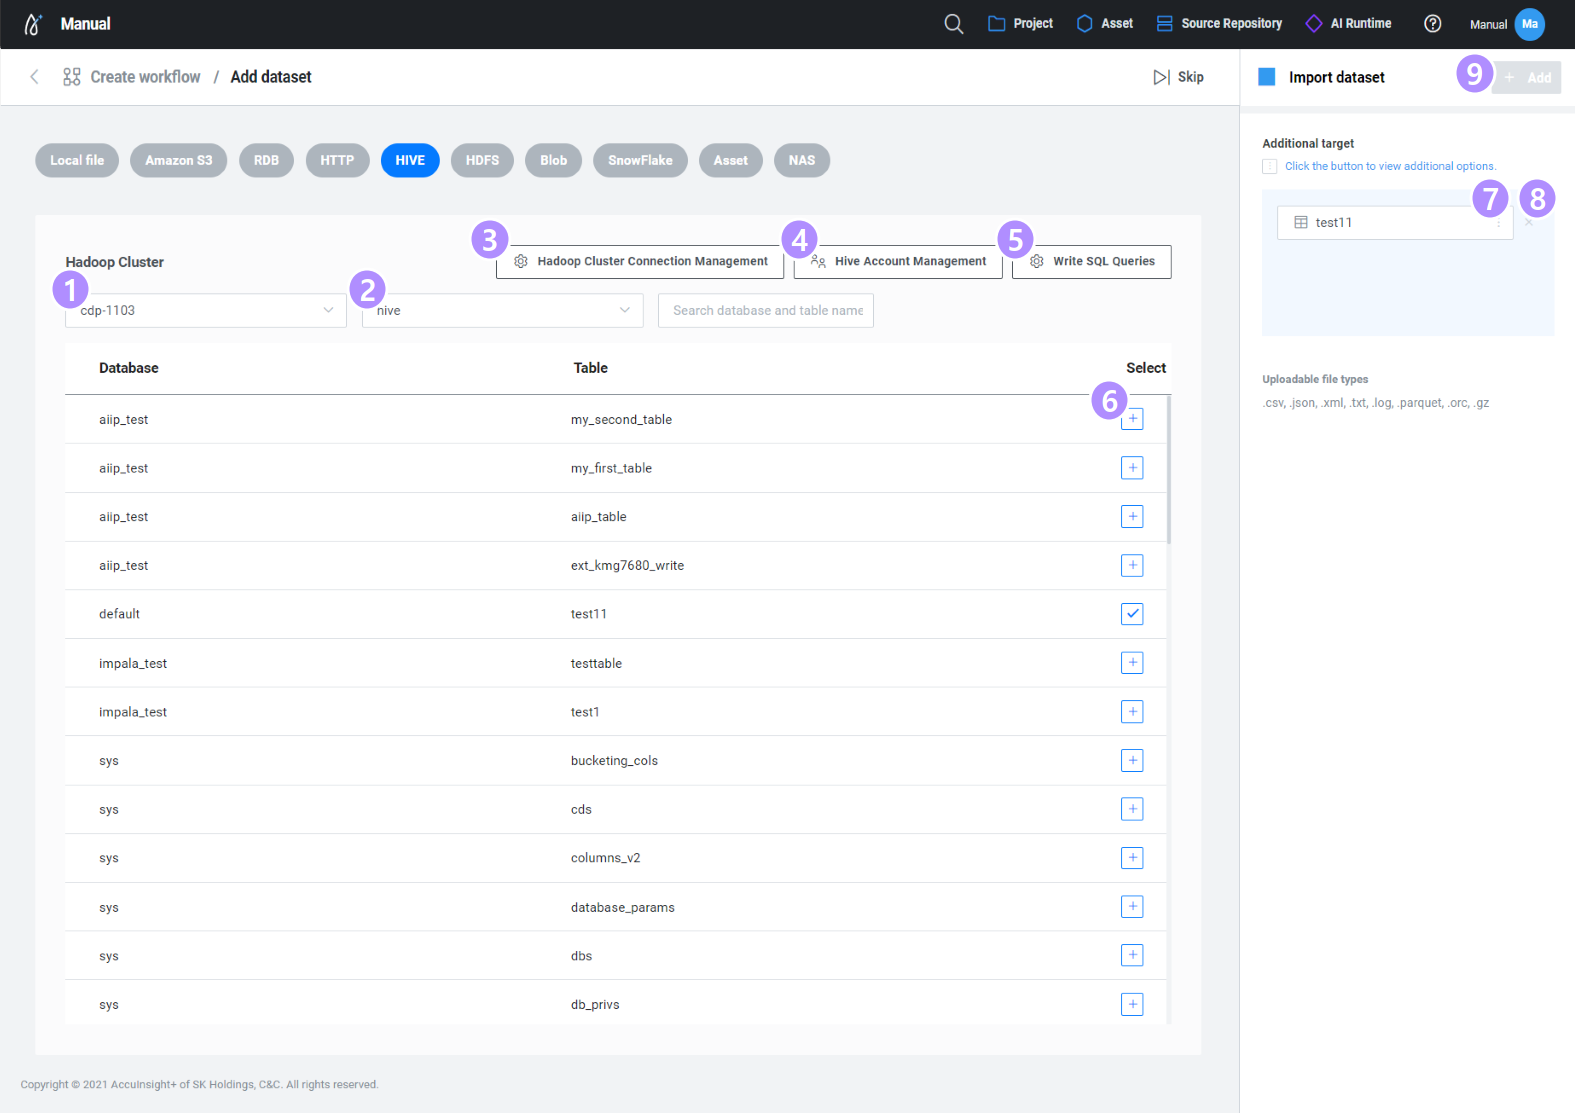 Manual
Project
Asset
Source Repository
AI Runtime
Manual
Ma
Create workflow / Add dataset
Skip
Import dataset
9
+ Add
Local file
Amazon S3
RDB
HTTP
HIVE
HDFS
Blob
SnowFlake
Asset
NAS
Additional target
Click the button to view additional options.
7
8
test11
3
4
5
Hadoop Cluster
Hadoop Cluster Connection Management
Hive Account Management
Write SQL Queries
1
2
cdp-1103
hive
Search database and table name
Database Table Select
6
aiip_test my_second_table
aiip_test my_first_table
aiip_test aiip_table
aiip_test ext_kmg7680_write
default test11
impala_test testtable
impala_test test1
sys bucketing_cols
sys cds
sys columns_v2
sys database_params
sys dbs
sys db_privs
Uploadable file types
.csv, .json, .xml, .txt, .log, .parquet, .orc, .gz
Copyright © 2021 AccuInsight+ of SK Holdings, C&C. All rights reserved.